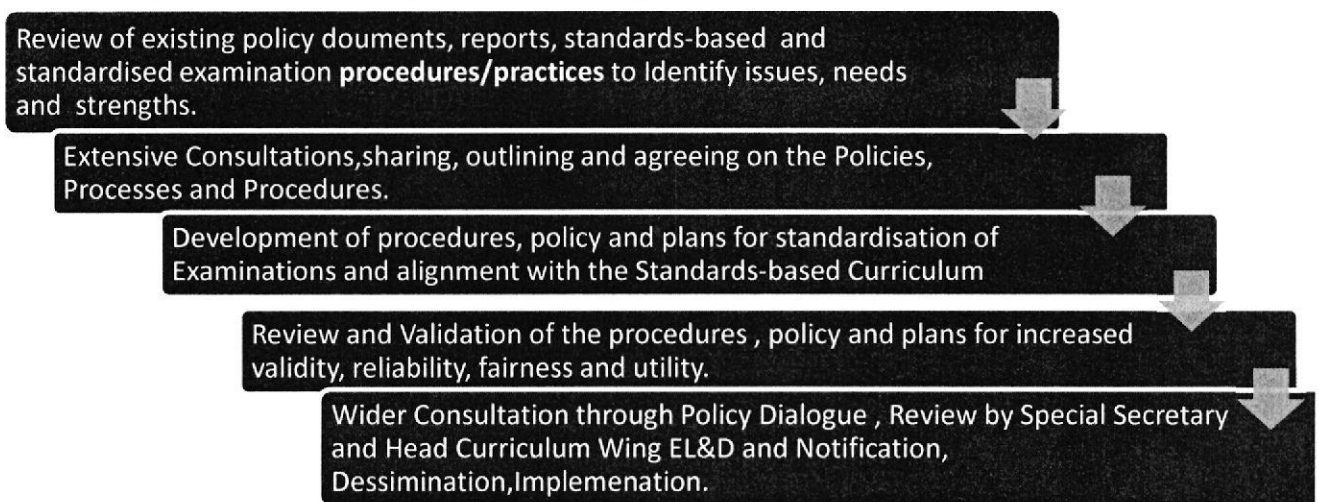 Review of existing policy douments, reports, standards-based and
standardised examination procedures/practices to Identify issues, needs
and strengths.
Extensive Consultations,sharing, outlining and agreeing on the Policies,
Processes and Procedures.
Development of procedures, policy and plans for standardisation of
Examinations and alignment with the Standards-based Curriculum
Review and Validation of the procedures , policy and plans for increased
validity, reliability, fairness and utility.
Wider Consultation through Policy Dialogue , Review by Special Secretary
and Head Curriculum Wing EL&D and Notification,
Dessimination,Implemenation.